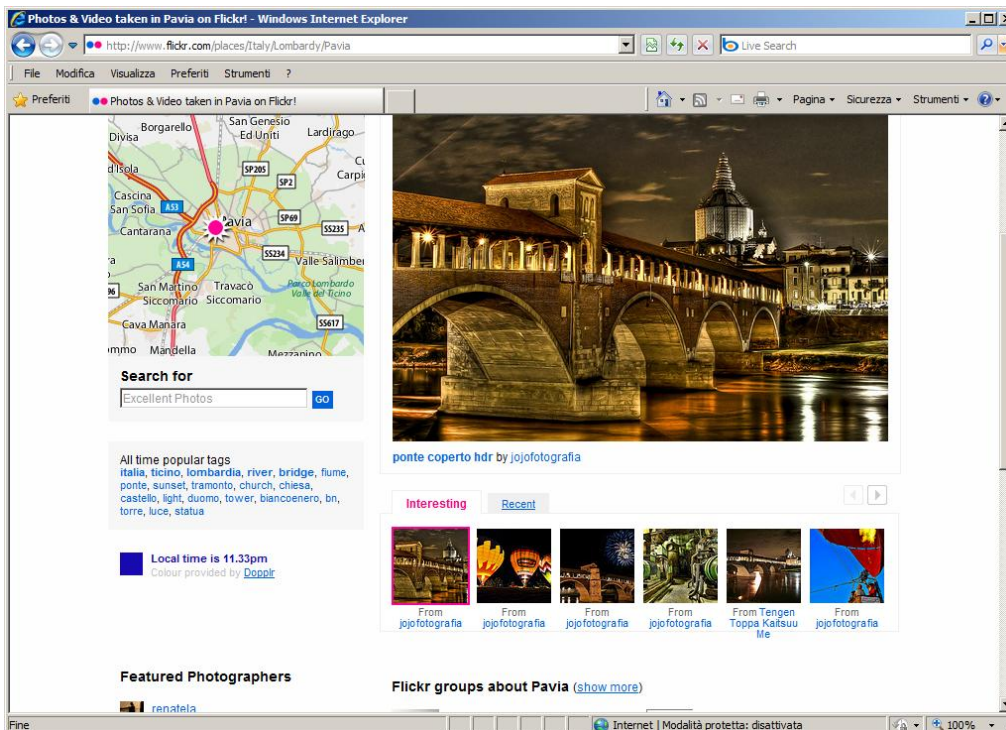 Photos & Video taken in Pavia on Flickr! - Windows Internet Explorer
http://www.flickr.com/places/Italy/Lombardy/Pavia
Live Search
File Modifica Visualizza Preferiti Strumenti ?
Preferiti
Photos & Video taken in Pavia on Flickr!
Pagina
Sicurezza
Strumenti
Borgarello
San Genesio
Ed Uniti
Lardirago
Divisa
SP205
SP2
Cascina
San Sofia
A53
Cantarana
Pavia
SP69
SS235
A54
SS234
San Martino
Siccomario
Travacò
Siccomario
Parco Lombardo
Valle del Ticino
Cava Manara
SS617
Mezzanino
Search for
Excellent Photos
GO
All time popular tags
italia, ticino, lombardia, river, bridge, fiume,
ponte, sunset, tramonto, church, chiesa,
castello, light, duomo, tower, biancoenero, bn,
torre, luce, statua
Local time is 11.33pm
Colour provided by Dopplr
Featured Photographers
renatela
ponte coperto hdr by jojofotografia
Interesting
Recent
From
jojofotografia
From
jojofotografia
From
jojofotografia
From
jojofotografia
From Tengen
Toppa Kaitsuu
Me
From
jojofotografia
Flickr groups about Pavia (show more)
Fine
Internet | Modalità protetta: disattivata
100%